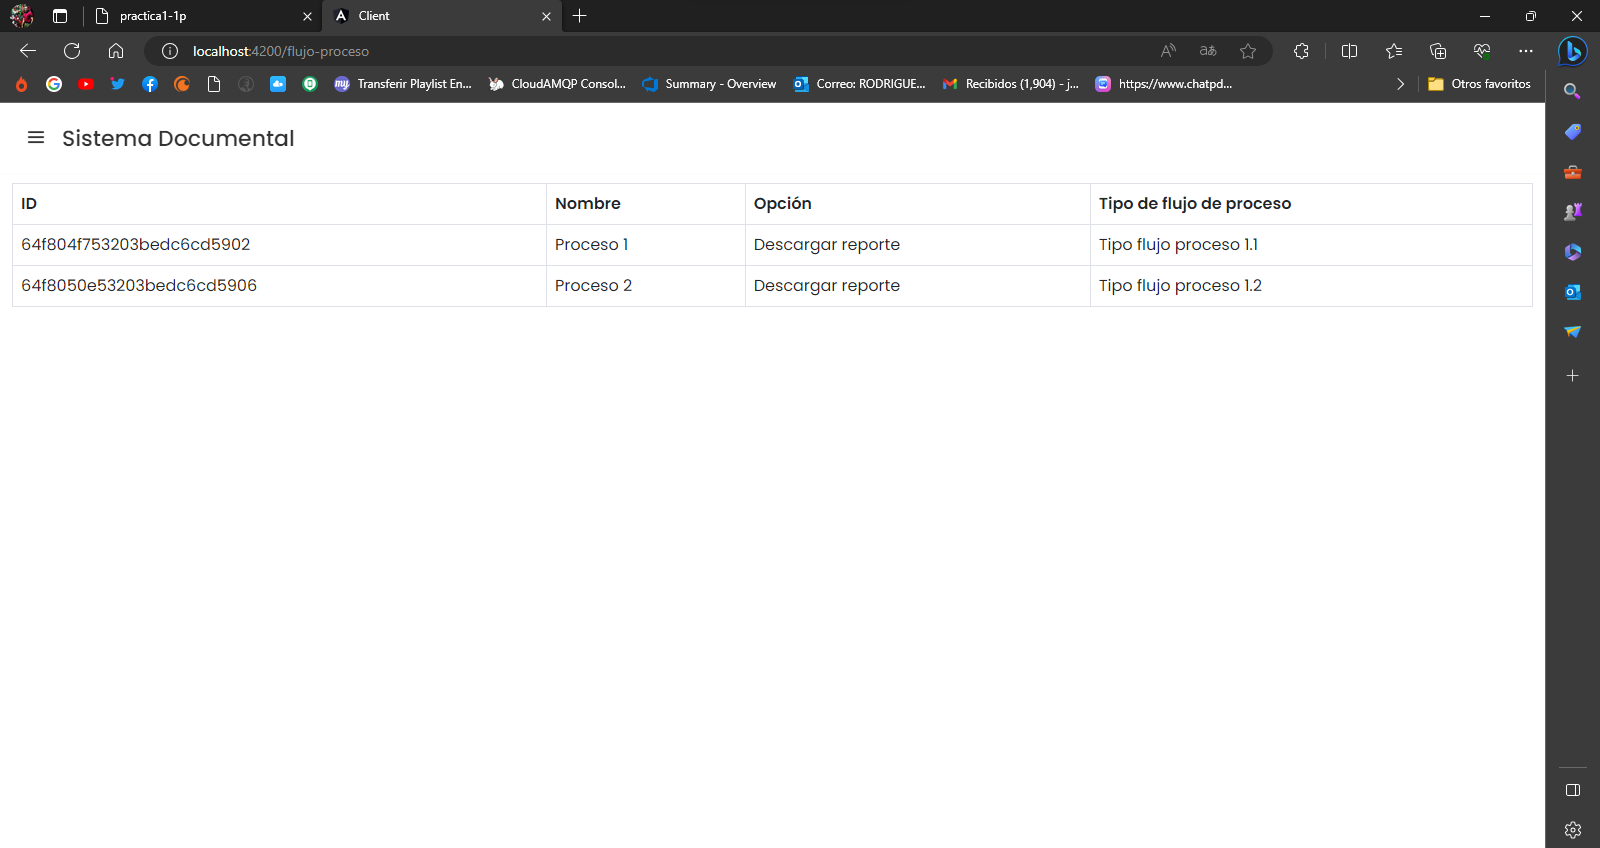 practica1-1p
Client
localhost:4200/flujo-proceso
Transferir Playlist En...
CloudAMQP Consol...
Summary - Overview
Correo: RODRIGUE...
Recibidos (1,904) - j...
https://www.chatpd...
Otros favoritos
Sistema Documental
ID Nombre Opción Tipo de flujo de proceso
64f804f753203bedc6cd5902 Proceso 1 Descargar reporte Tipo flujo proceso 1.1
64f8050e53203bedc6cd5906 Proceso 2 Descargar reporte Tipo flujo proceso 1.2